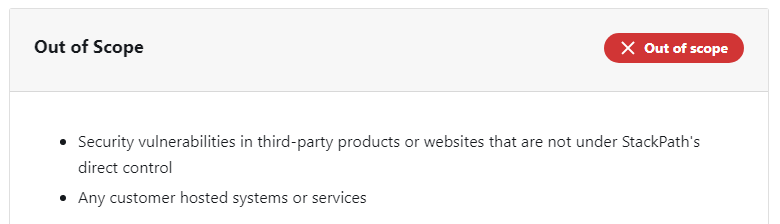 Out of Scope
Out of scope
Security vulnerabilities in third-party products or websites that are not under StackPath's
direct control
Any customer hosted systems or services